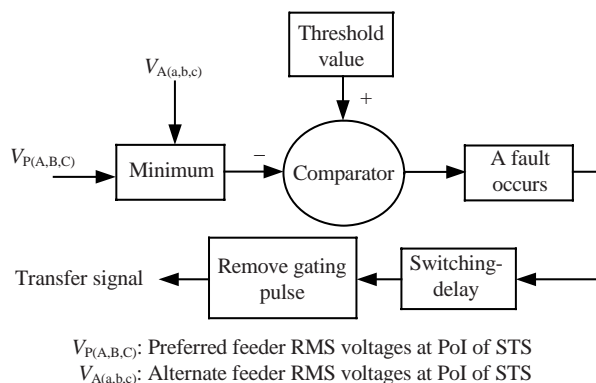 Threshold
value
V_A(a,b,c)
+
V_P(A,B,C)
Minimum
−
Comparator
A fault
occurs
Transfer signal
Remove gating
pulse
Switching-
delay
V_P(A,B,C): Preferred feeder RMS voltages at PoI of STS
V_A(a,b,c): Alternate feeder RMS voltages at PoI of STS